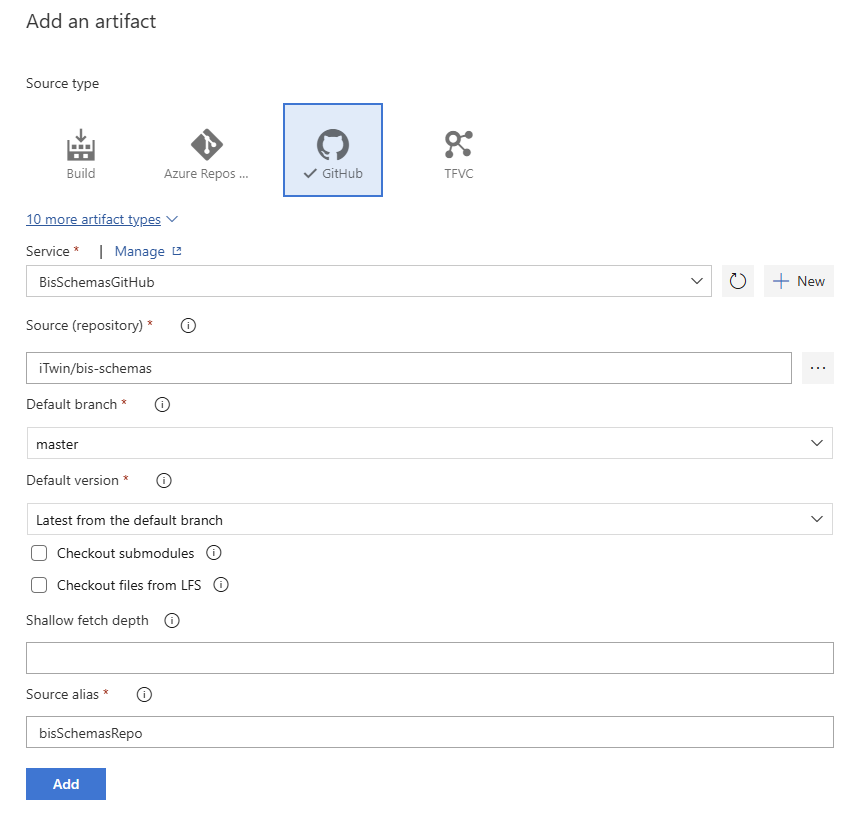 Add an artifact
Source type
Build
Azure Repos ...
GitHub
TFVC
10 more artifact types
Service * | Manage
BisSchemasGitHub
New
Source (repository) *
iTwin/bis-schemas
...
Default branch *
master
Default version *
Latest from the default branch
Checkout submodules
Checkout files from LFS
Shallow fetch depth
Source alias *
bisSchemasRepo
Add